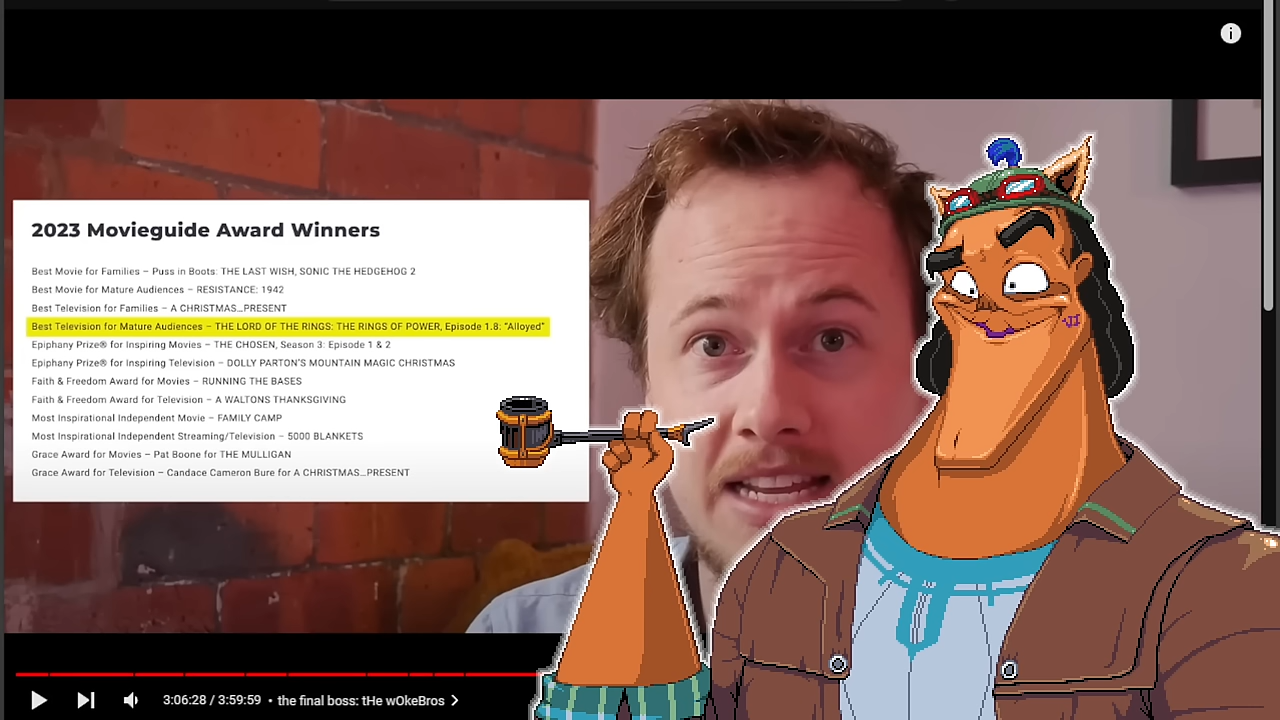 2023 Movieguide Award Winners
Best Movie for Families – Puss in Boots: THE LAST WISH, SONIC THE HEDGEHOG 2
Best Movie for Mature Audiences – RESISTANCE: 1942
Best Television for Families – A CHRISTMAS…PRESENT
Best Television for Mature Audiences – THE LORD OF THE RINGS: THE RINGS OF POWER, Episode 1.8: "Alloyed"
Epiphany Prize® for Inspiring Movies – THE CHOSEN, Season 3: Episode 1 & 2
Epiphany Prize® for Inspiring Television – DOLLY PARTON'S MOUNTAIN MAGIC CHRISTMAS
Faith & Freedom Award for Movies – RUNNING THE BASES
Faith & Freedom Award for Television – A WALTONS THANKSGIVING
Most Inspirational Independent Movie – FAMILY CAMP
Most Inspirational Independent Streaming/Television – 5000 BLANKETS
Grace Award for Movies – Pat Boone for THE MULLIGAN
Grace Award for Television – Candace Cameron Bure for A CHRISTMAS…PRESENT
3:06:28 / 3:59:59 • the final boss: tHe wOkeBros